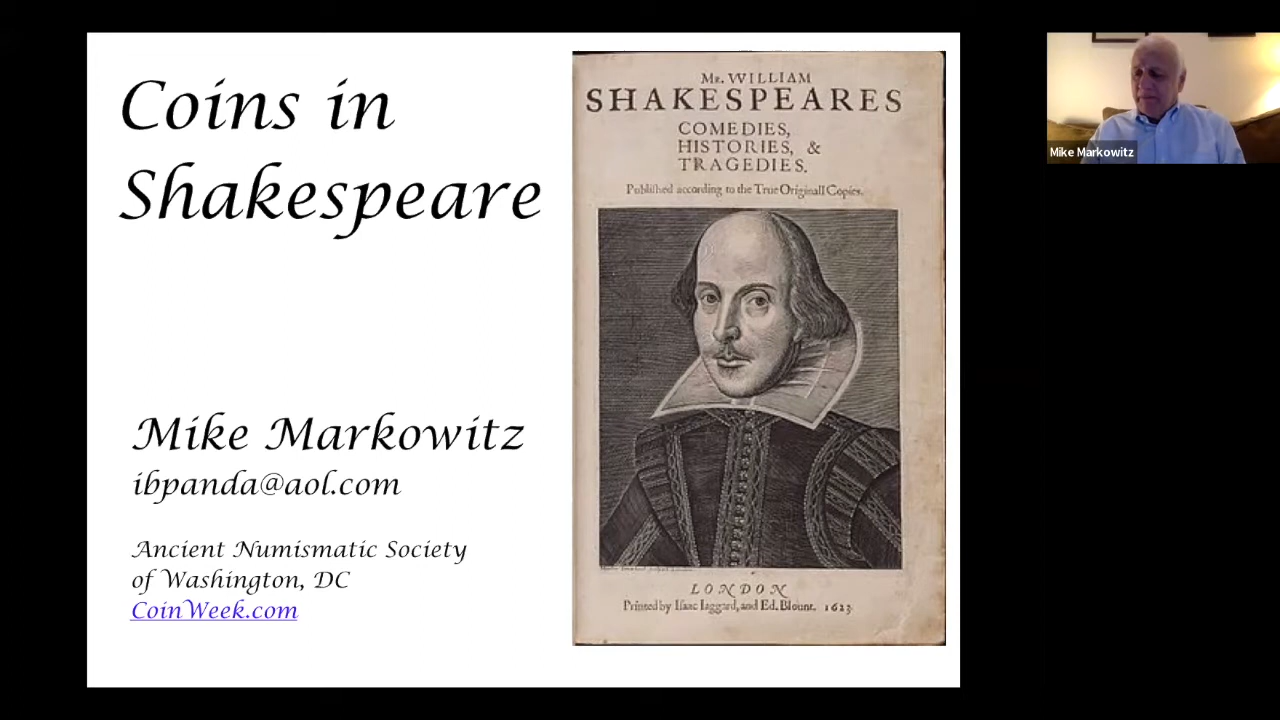 Coins in
Shakespeare
Mike Markowitz
ibpanda@aol.com
Ancient Numismatic Society
of Washington, DC
CoinWeek.com
Mr. WILLIAM
SHAKESPEARES
COMEDIES,
HISTORIES, &
TRAGEDIES.
Published according to the True Originall Copies.
LONDON
Printed by Isaac Iaggard, and Ed. Blount. 1623.
Mike Markowitz